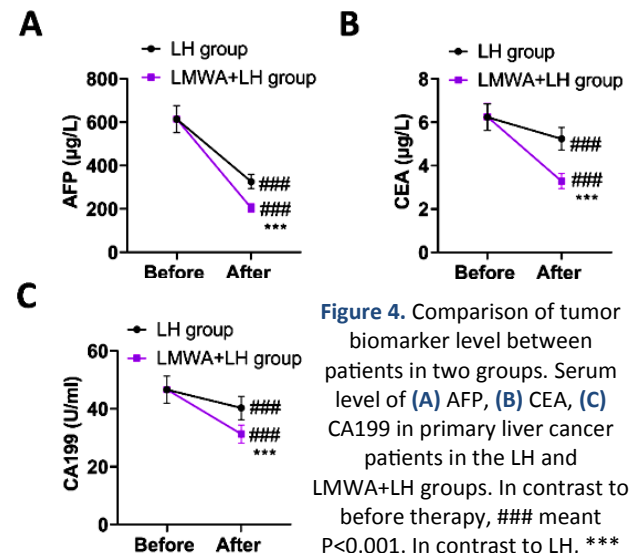 A
LH group
LMWA+LH group
800
600
400
200
0
AFP (µg/L)
###
###
***
Before After
B
LH group
LMWA+LH group
8
6
4
2
0
CEA (µg/L)
###
###
***
Before After
C
LH group
LMWA+LH group
60
40
20
0
CA199 (U/ml)
###
###
***
Before After
Figure 4. Comparison of tumor
biomarker level between
patients in two groups. Serum
level of (A) AFP, (B) CEA, (C)
CA199 in primary liver cancer
patients in the LH and
LMWA+LH groups. In contrast to
before therapy, ### meant
P<0.001. In contrast to LH, ***